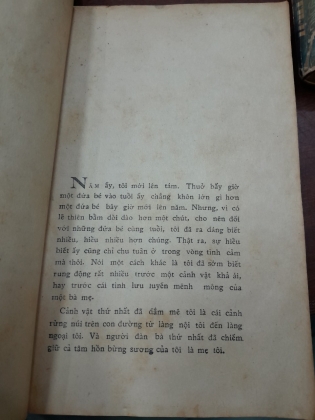 NĂM ấy, tôi mới lên tám. Thuở bấy giờ
một đứa bé vào tuổi ấy chẳng khôn lớn gì hơn
một đứa bé bây giờ mới lên năm. Nhưng, vì có
lẽ thiên bẩm dồi dào hơn một chút, cho nên đối
với những đứa bé cùng tuổi, tôi đã ra dáng biết
nhiều, hiểu nhiều hơn chúng. Thật ra, sự hiểu
biết ấy cũng chỉ chu tuần ở trong vòng tình cảm
mà thôi. Nói một cách khác là tôi đã sớm biết
rung động rất nhiều trước một cảnh vật khả ái,
hay trước cái tình lưu luyến mênh mông của
một bà mẹ.
Cảnh vật thứ nhất đã đắm mê tôi là cái cảnh
rừng núi trên con đường từ làng nội tôi đến làng
ngoại tôi. Và người đàn bà thứ nhất đã chiếm
giữ cả tâm hồn bừng sương của tôi là mẹ tôi.